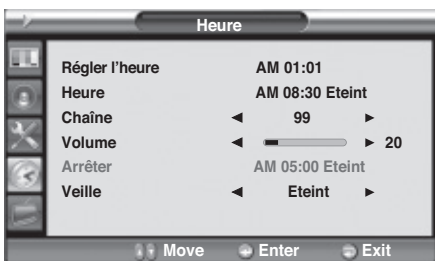 Heure
Régler l'heure AM 01:01
Heure AM 08:30 Eteint
Chaîne 99
Volume 20
Arrêter AM 05:00 Eteint
Veille Eteint
Move Enter Exit